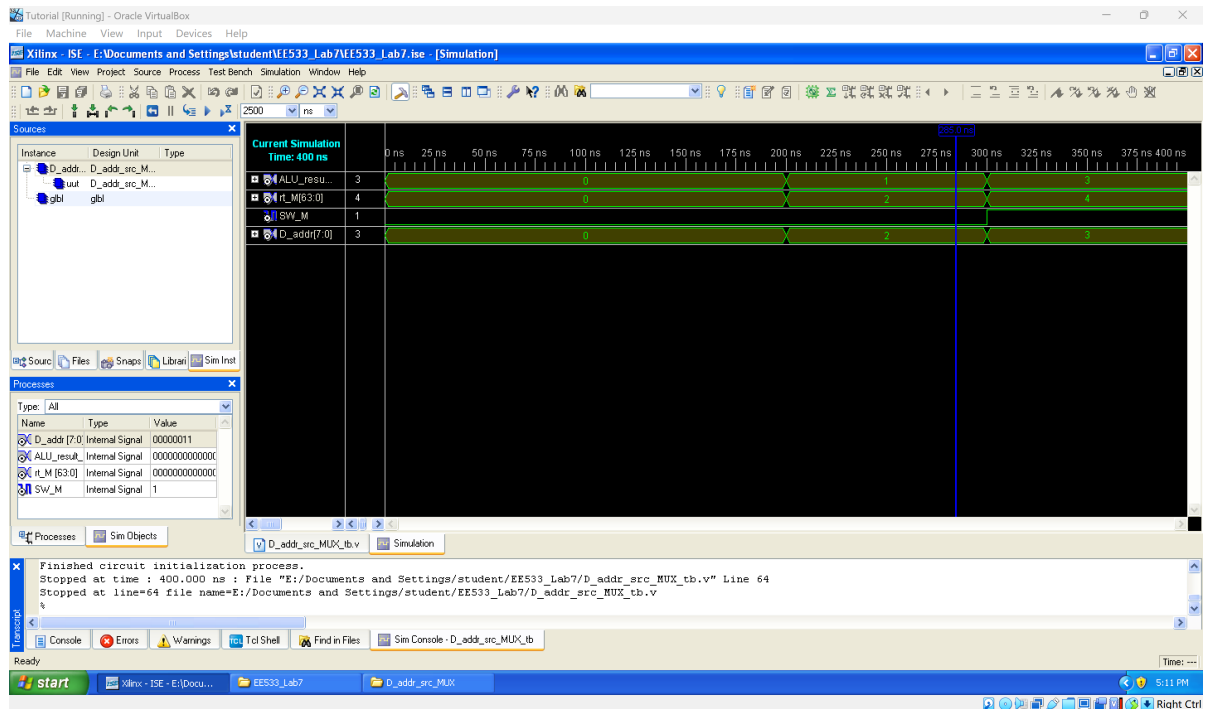 Tutorial [Running] - Oracle VirtualBox
File Machine View Input Devices Help
Xilinx - ISE - E:\Documents and Settings\student\EE533_Lab7\EE533_Lab7.ise - [Simulation]
File Edit View Project Source Process Test Bench Simulation Window Help
2500 ns
Sources
Instance Design Unit Type
D_addr... D_addr_src_M...
uut D_addr_src_M...
glbl glbl
Sourc Files Snaps Librari Sim Inst
Processes
Type: All
Name Type Value
D_addr [7:0] Internal Signal 00000011
ALU_result_ Internal Signal 000000000000
rt_M [63:0] Internal Signal 000000000000
SW_M Internal Signal 1
Processes Sim Objects
305.0 ns
Current Simulation
Time: 400 ns
0 ns 25 ns 50 ns 75 ns 100 ns 125 ns 150 ns 175 ns 200 ns 225 ns 250 ns 275 ns 300 ns 325 ns 350 ns 375 ns 400 ns
ALU_resu... 3 0 1 3
rt_M[63:0] 4 0 2 4
SW_M 1
D_addr[7:0] 3 0 2 3
D_addr_src_MUX_tb.v Simulation
Finished circuit initialization process.
Stopped at time : 400.000 ns : File "E:/Documents and Settings/student/EE533_Lab7/D_addr_src_MUX_tb.v" Line 64
Stopped at line=64 file name=E:/Documents and Settings/student/EE533_Lab7/D_addr_src_MUX_tb.v
%
Transcript
Console Errors Warnings Tcl Shell Find in Files Sim Console - D_addr_src_MUX_tb
Ready Time: ---
start Xilinx - ISE - E:\Docu... EE533_Lab7 D_addr_src_MUX 5:11 PM
Right Ctrl